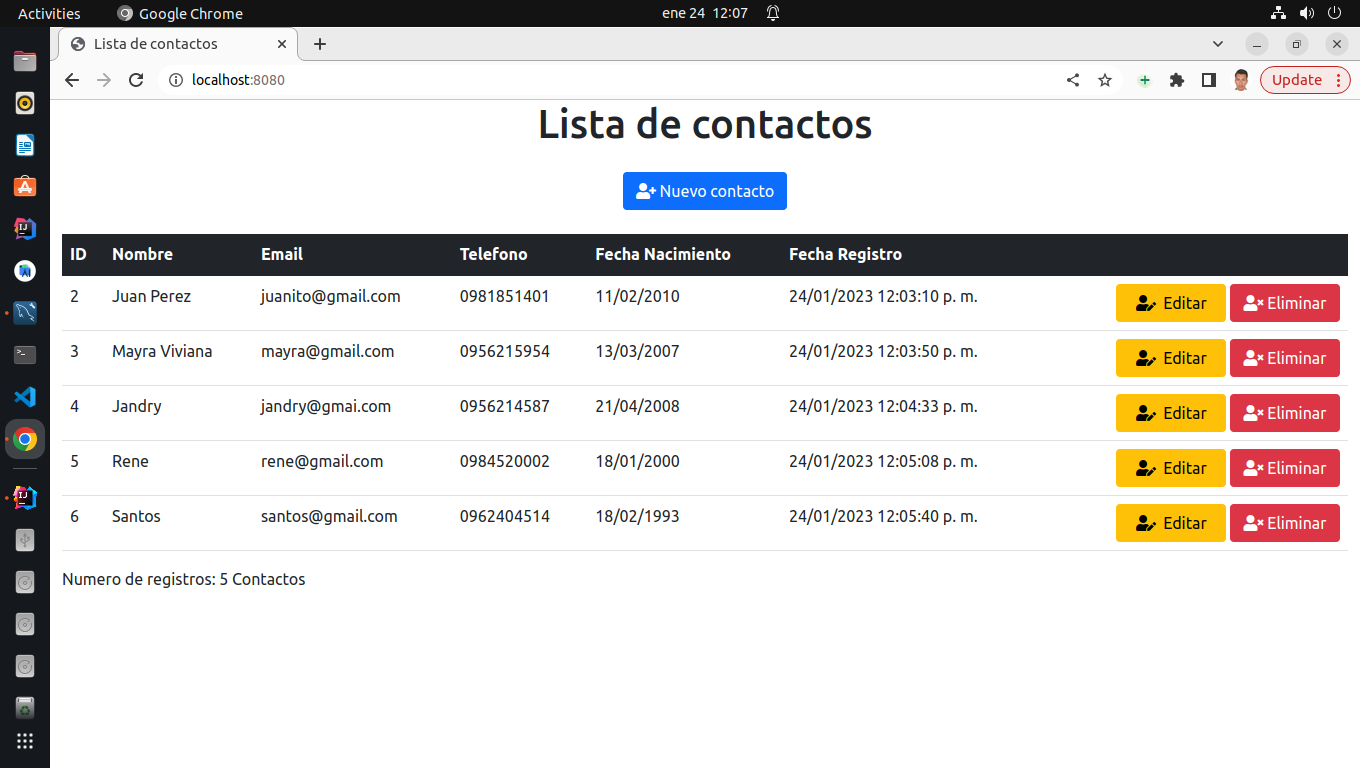 Activities Google Chrome ene 24 12:07
Lista de contactos
localhost:8080 Update
Lista de contactos
Nuevo contacto
ID Nombre Email Telefono Fecha Nacimiento Fecha Registro
2 Juan Perez juanito@gmail.com 0981851401 11/02/2010 24/01/2023 12:03:10 p. m. Editar Eliminar
3 Mayra Viviana mayra@gmail.com 0956215954 13/03/2007 24/01/2023 12:03:50 p. m. Editar Eliminar
4 Jandry jandry@gmai.com 0956214587 21/04/2008 24/01/2023 12:04:33 p. m. Editar Eliminar
5 Rene rene@gmail.com 0984520002 18/01/2000 24/01/2023 12:05:08 p. m. Editar Eliminar
6 Santos santos@gmail.com 0962404514 18/02/1993 24/01/2023 12:05:40 p. m. Editar Eliminar
Numero de registros: 5 Contactos